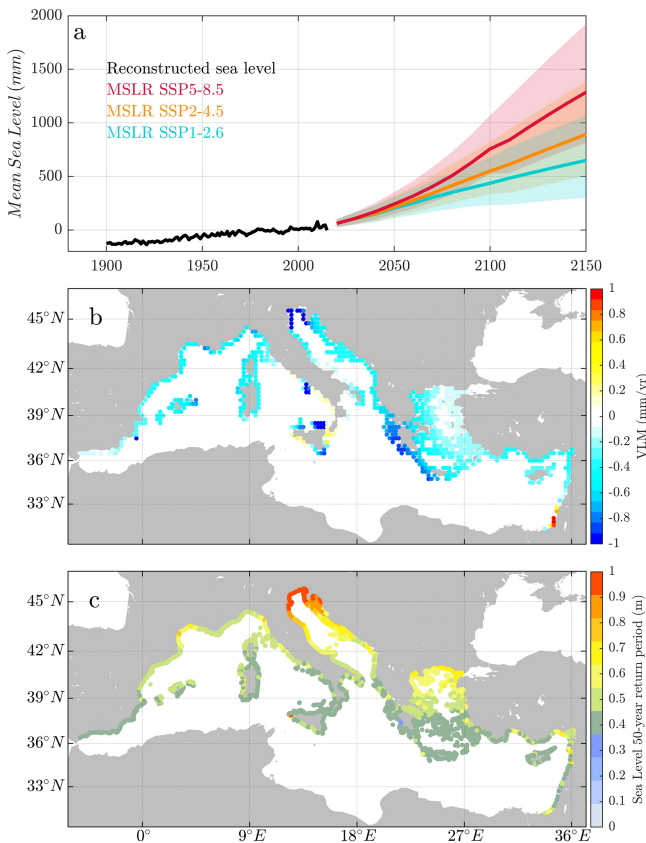 2000
1500
1000
500
0
Mean Sea Level (mm)
a
Reconstructed sea level
MSLR SSP5-8.5
MSLR SSP2-4.5
MSLR SSP1-2.6
1900 1950 2000 2050 2100 2150
b
45°N
42°N
39°N
36°N
33°N
1
0.8
0.6
0.4
0.2
0
-0.2
-0.4
-0.6
-0.8
-1
VLM (mm/yr)
c
45°N
42°N
39°N
36°N
33°N
0° 9°E 18°E 27°E 36°E
1
0.9
0.8
0.7
0.6
0.5
0.4
0.3
0.2
0.1
0
Sea Level 50-year return period (m)